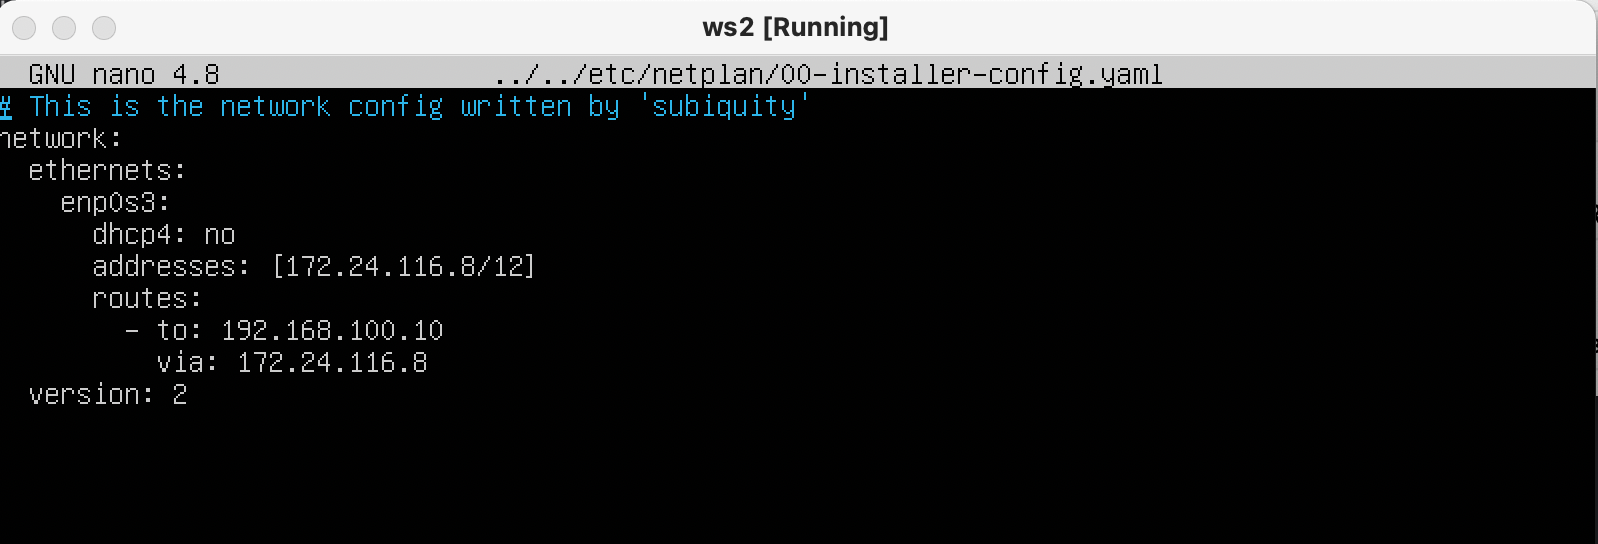 ws2 [Running]
GNU nano 4.8 ../../etc/netplan/00-installer-config.yaml
# This is the network config written by 'subiquity'
network:
  ethernets:
    enp0s3:
      dhcp4: no
      addresses: [172.24.116.8/12]
      routes:
        - to: 192.168.100.10
          via: 172.24.116.8
  version: 2